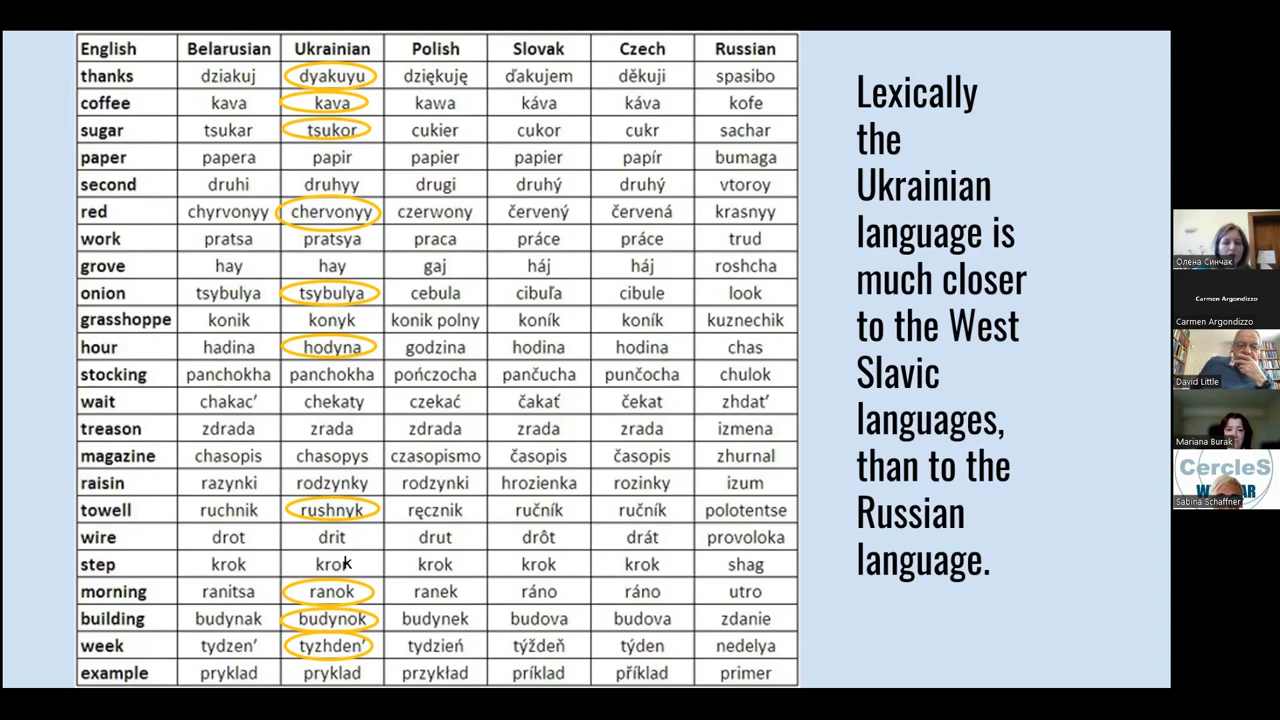 English Belarusian Ukrainian Polish Slovak Czech Russian
thanks dziakuj dyakuyu dziękuję ďakujem děkuji spasibo
coffee kava kava kawa káva káva kofe
sugar tsukar tsukor cukier cukor cukr sachar
paper papera papir papier papier papír bumaga
second druhi druhyy drugi druhý druhý vtoroy
red chyrvonyy chervonyy czerwony červený červená krasnyy
work pratsa pratsya praca práce práce trud
grove hay hay gaj háj háj roshcha
onion tsybulya tsybulya cebula cibuľa cibule look
grasshoppe konik konyk konik polny koník koník kuznechik
hour hadina hodyna godzina hodina hodina chas
stocking panchokha panchokha pończocha pančucha punčocha chulok
wait chakac’ chekaty czekać čakať čekat zhdat’
treason zdrada zrada zdrada zrada zrada izmena
magazine chasopis chasopys czasopismo časopis časopis zhurnal
raisin razynki rodzynky rodzynki hrozienka rozinky izum
towell ruchnik rushnyk ręcznik ručník ručník polotentse
wire drot drit drut drôt drát provoloka
step krok krok krok krok krok shag
morning ranitsa ranok ranek ráno ráno utro
building budynak budynok budynek budova budova zdanie
week tydzen’ tyzhden’ tydzień týždeň týden nedelya
example pryklad pryklad przykład príklad příklad primer
Lexically
the
Ukrainian
language is
much closer
to the West
Slavic
languages,
than to the
Russian
language.
Олена Синчак
Carmen Argondizzo
Carmen Argondizzo
David Little
Mariana Burak
CercleS
Sabina Schaffner